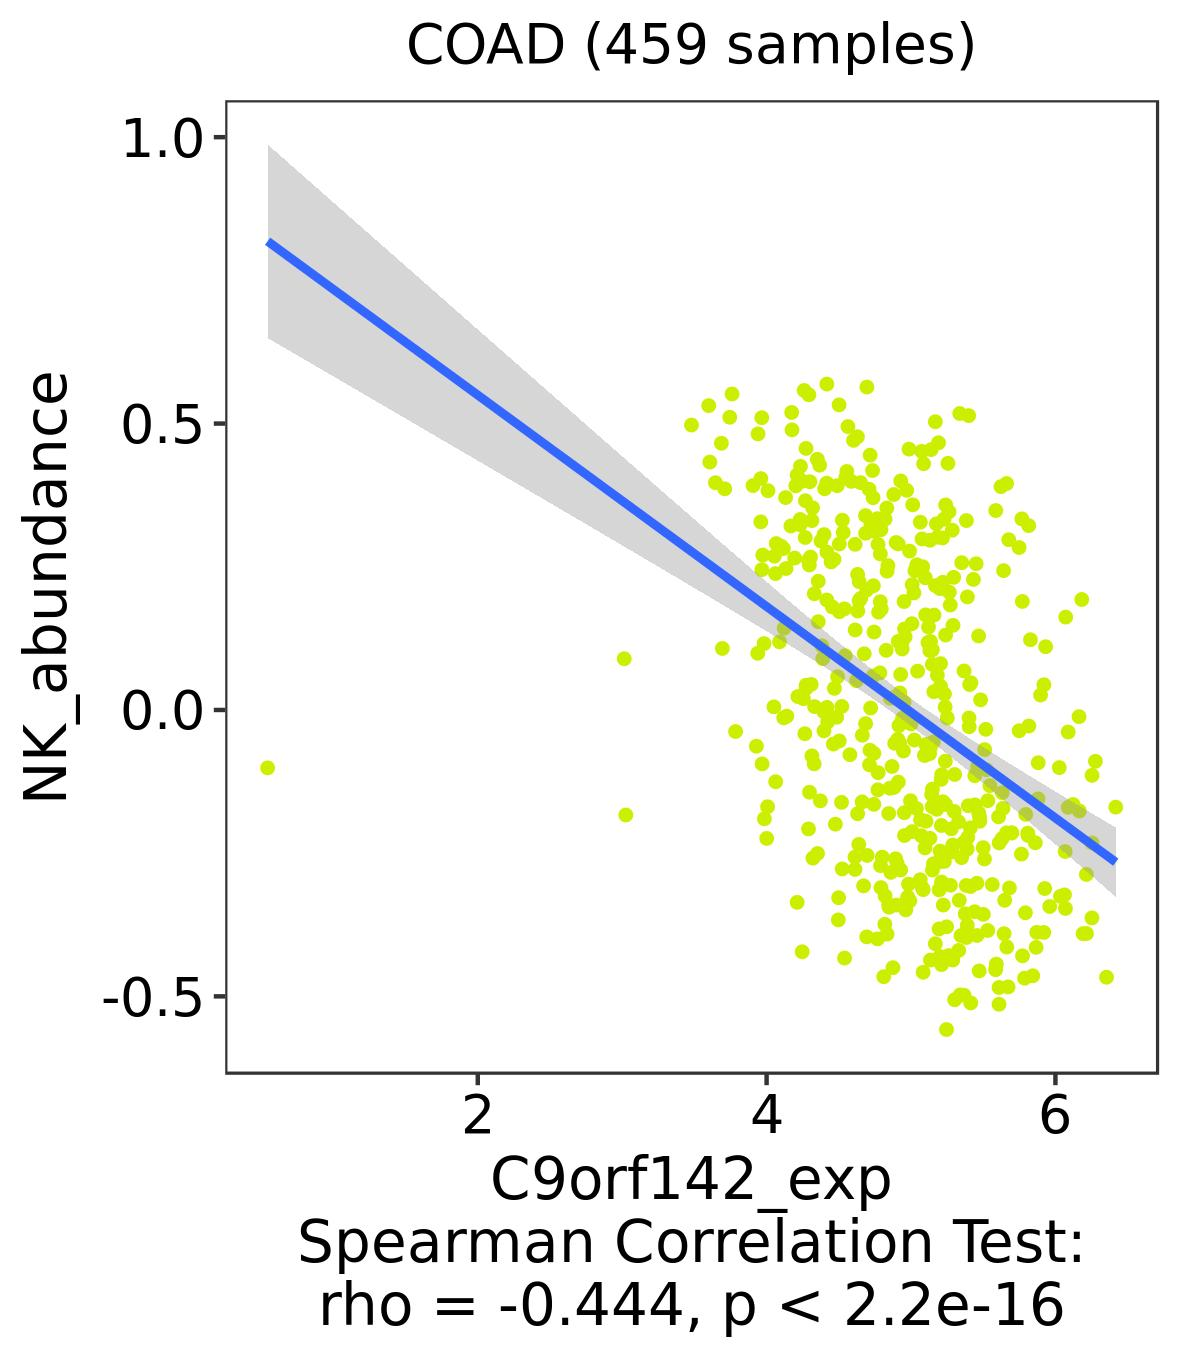 COAD (459 samples)
1.0
0.5
0.0
-0.5
NK_abundance
2 4 6
C9orf142_exp
Spearman Correlation Test:
rho = -0.444, p < 2.2e-16